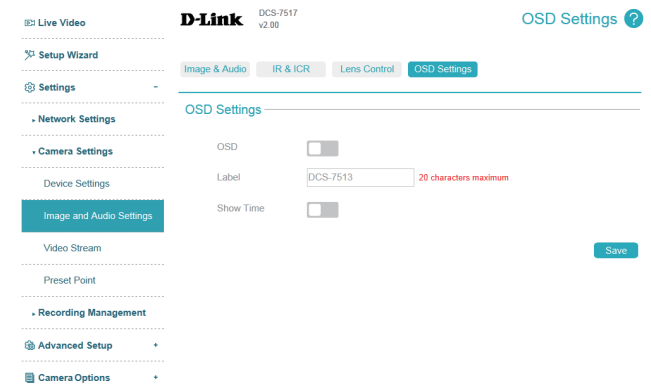 Live Video
D-Link
DCS-7517
v2.00
OSD Settings ?
Setup Wizard
Image & Audio IR & ICR Lens Control OSD Settings
Settings -
OSD Settings
Network Settings
OSD
Camera Settings
Label DCS-7513 20 characters maximum
Device Settings
Show Time
Image and Audio Settings
Video Stream
Save
Preset Point
Recording Management
Advanced Setup +
Camera Options +